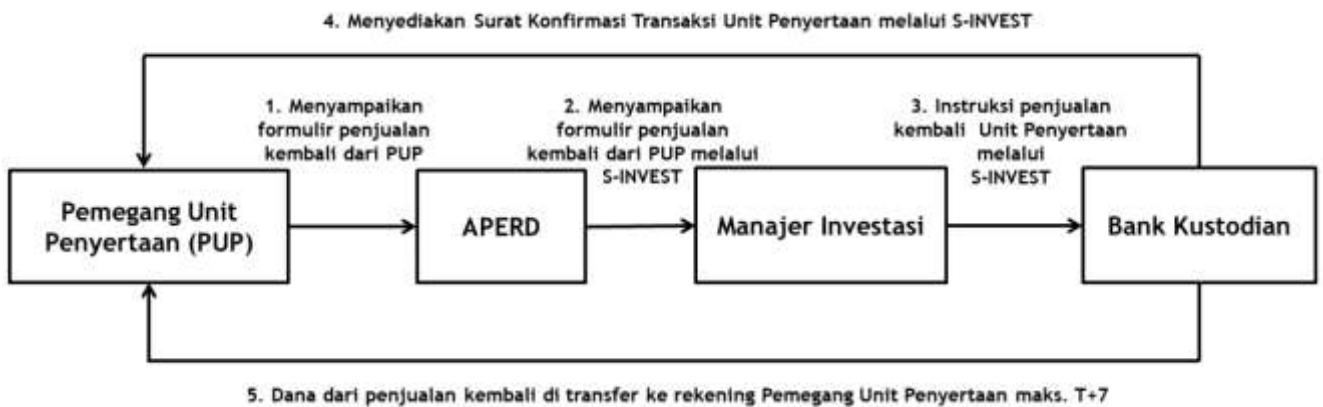 4. Menyediakan Surat Konfirmasi Transaksi Unit Penyertaan melalui S-INVEST
1. Menyampaikan
formulir penjualan
kembali dari PUP
2. Menyampaikan
formulir penjualan
kembali dari PUP melalui
S-INVEST
3. Instruksi penjualan
kembali Unit Penyertaan
melalui
S-INVEST
Pemegang Unit
Penyertaan (PUP)
APERD
Manajer Investasi
Bank Kustodian
5. Dana dari penjualan kembali di transfer ke rekening Pemegang Unit Penyertaan maks. T+7